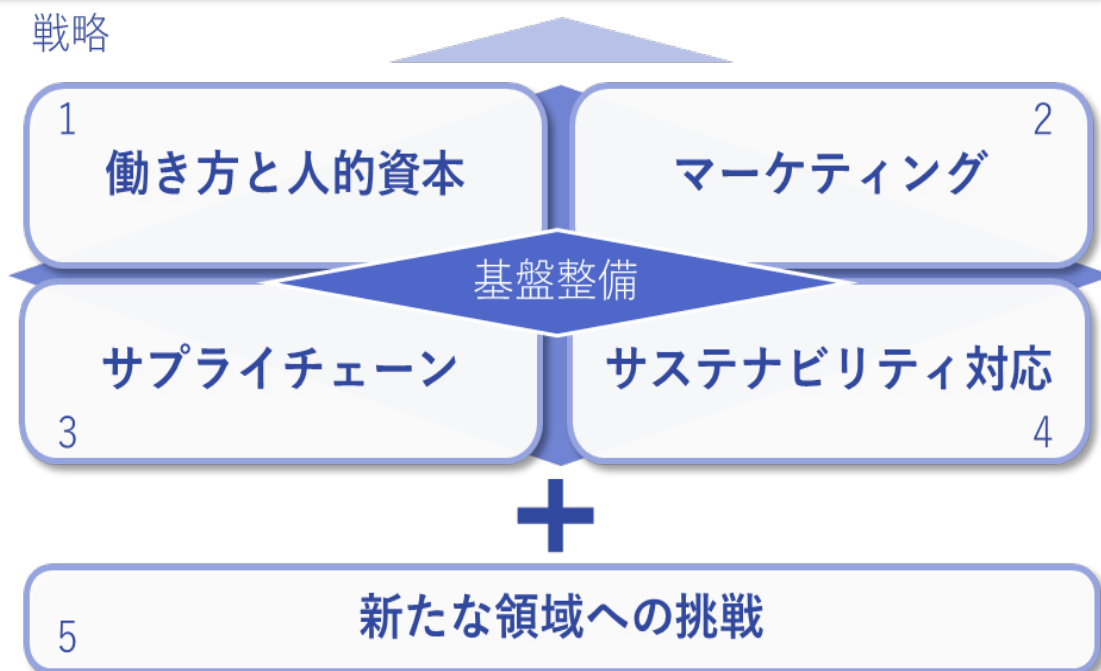 戦略
1
働き方と人的資本
2
マーケティング
基盤整備
サプライチェーン
3
サステナビリティ対応
4
+
新たな領域への挑戦
5